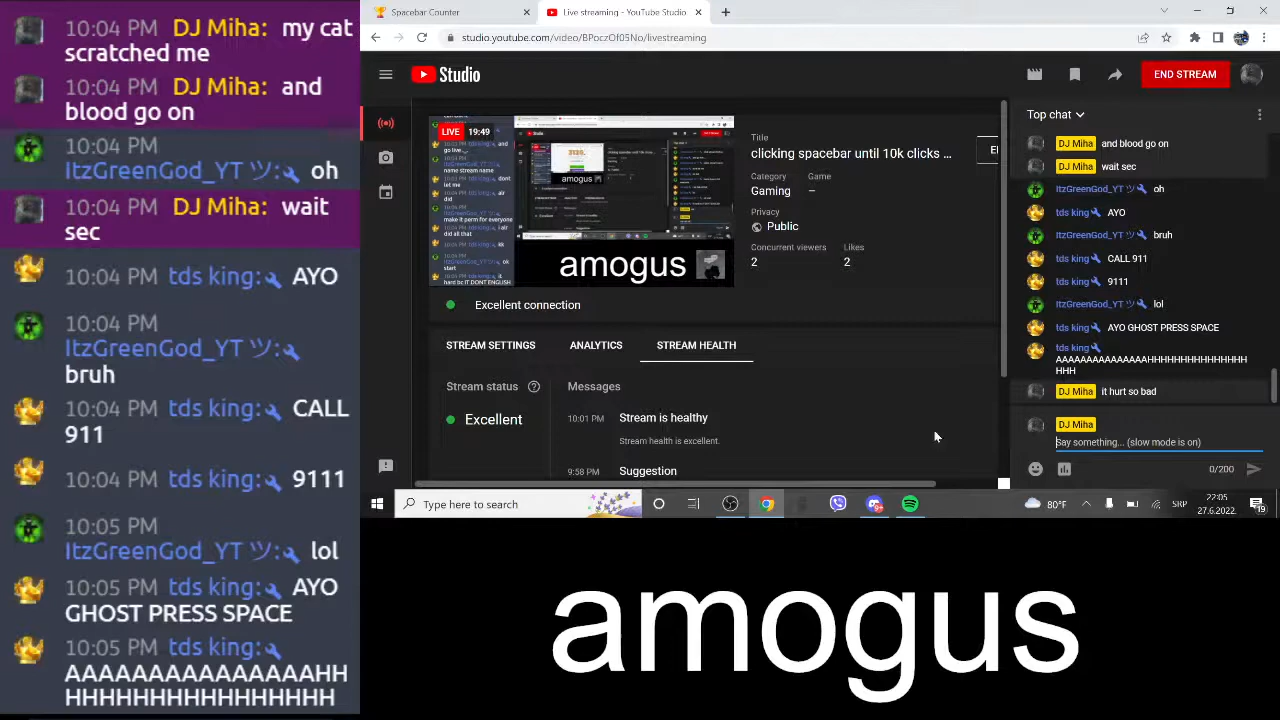 10:04 PM DJ Miha: my cat
scratched me
10:04 PM DJ Miha: and
blood go on
10:04 PM
ItzGreenGod_YT ツ: oh
10:04 PM DJ Miha: wait
sec
10:04 PM tds king: AYO
10:04 PM
ItzGreenGod_YT ツ:
bruh
10:04 PM tds king: CALL
911
10:04 PM tds king: 9111
10:05 PM
ItzGreenGod_YT ツ: lol
10:05 PM tds king: AYO
GHOST PRESS SPACE
10:05 PM tds king:
AAAAAAAAAAAAAAAHH
HHHHHHHHHHHHHHHH
Spacebar Counter
Live streaming - YouTube Studio
studio.youtube.com/video/BPoczOf05No/livestreaming
Studio
END STREAM
LIVE 19:49
amogus
amogus
Title
clicking spacebar until 10k clicks ...
Category Game
Gaming –
Privacy
Public
Concurrent viewers Likes
2 2
Excellent connection
STREAM SETTINGS ANALYTICS STREAM HEALTH
Stream status Messages
Excellent
10:01 PM Stream is healthy
Stream health is excellent.
9:58 PM Suggestion
Top chat
DJ Miha and blood go on
DJ Miha wait sec
ItzGreenGod_YT ツ oh
tds king AYO
ItzGreenGod_YT ツ bruh
tds king CALL 911
tds king 9111
ItzGreenGod_YT ツ lol
tds king AYO GHOST PRESS SPACE
tds king
AAAAAAAAAAAAAAAHHHHHHHHHHHHHHH
HHH
DJ Miha it hurt so bad
DJ Miha
Say something... (slow mode is on)
0/200
Type here to search
80°F
SRP
22:05
27.6.2022.
19
amogus